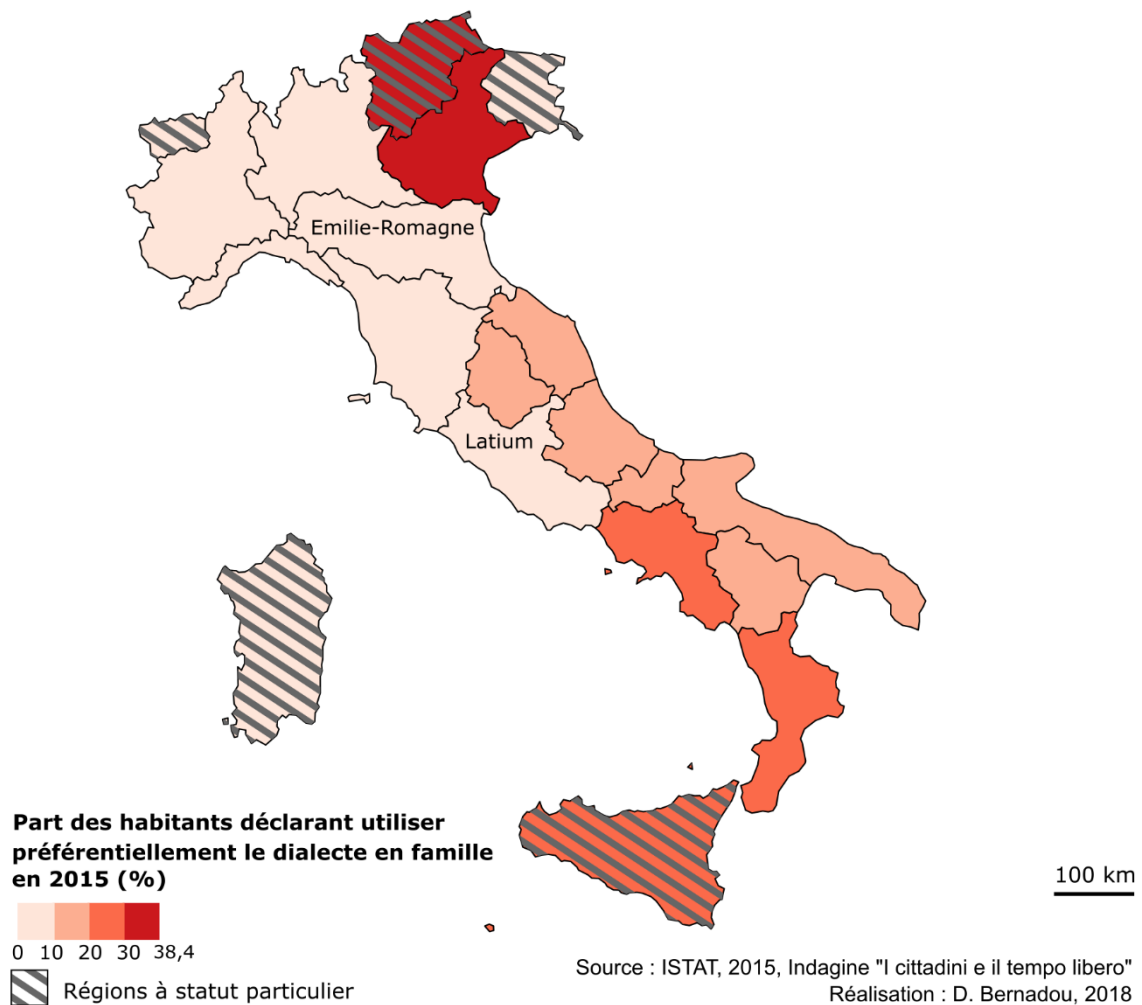 Emilie-Romagne
Latium
Part des habitants déclarant utiliser
préférentiellement le dialecte en famille
en 2015 (%)
0 10 20 30 38,4
Régions à statut particulier
100 km
Source : ISTAT, 2015, Indagine "I cittadini e il tempo libero"
Réalisation : D. Bernadou, 2018